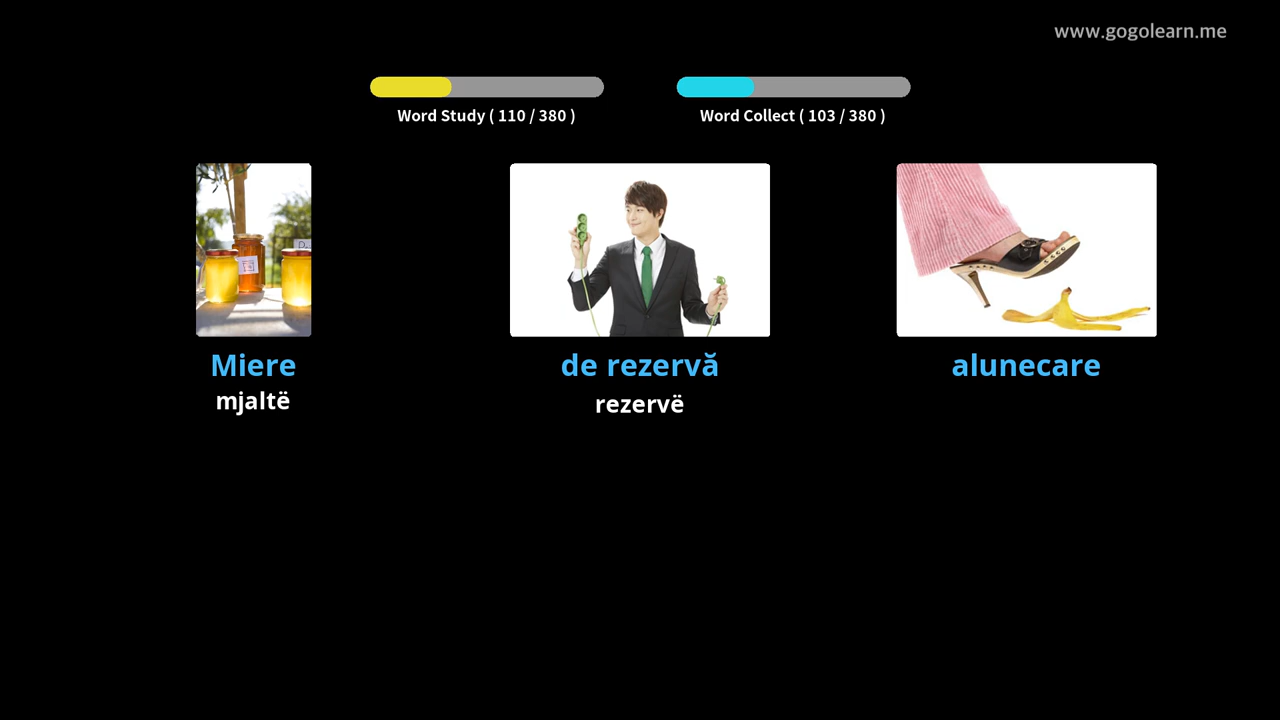 www.gogolearn.me
Word Study ( 110 / 380 )
Word Collect ( 103 / 380 )
Miere
mjaltë
de rezervă
rezervë
alunecare